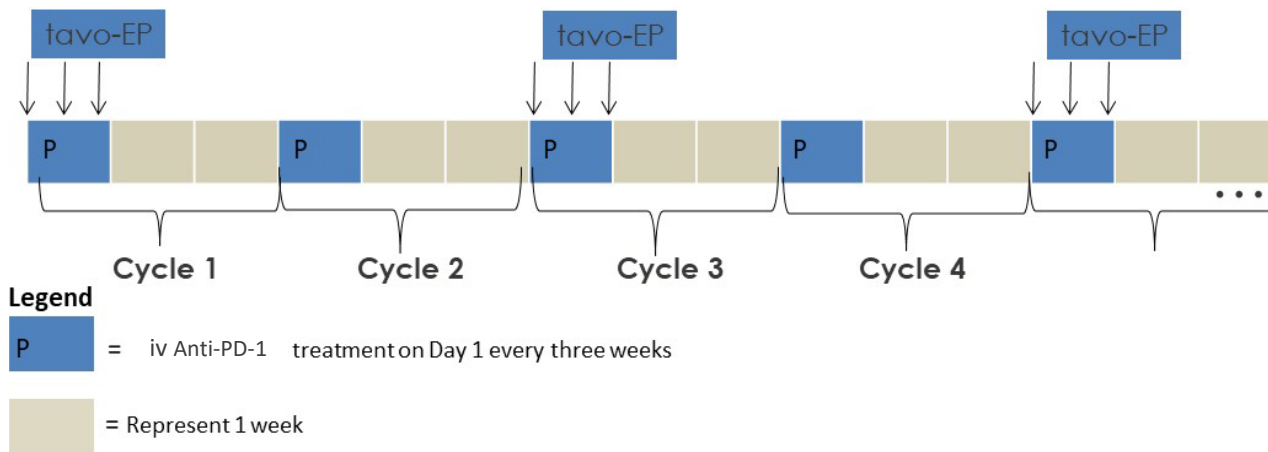 tavo-EP tavo-EP tavo-EP
P P P P P
...
Cycle 1 Cycle 2 Cycle 3 Cycle 4
Legend
P = iv Anti-PD-1 treatment on Day 1 every three weeks
= Represent 1 week